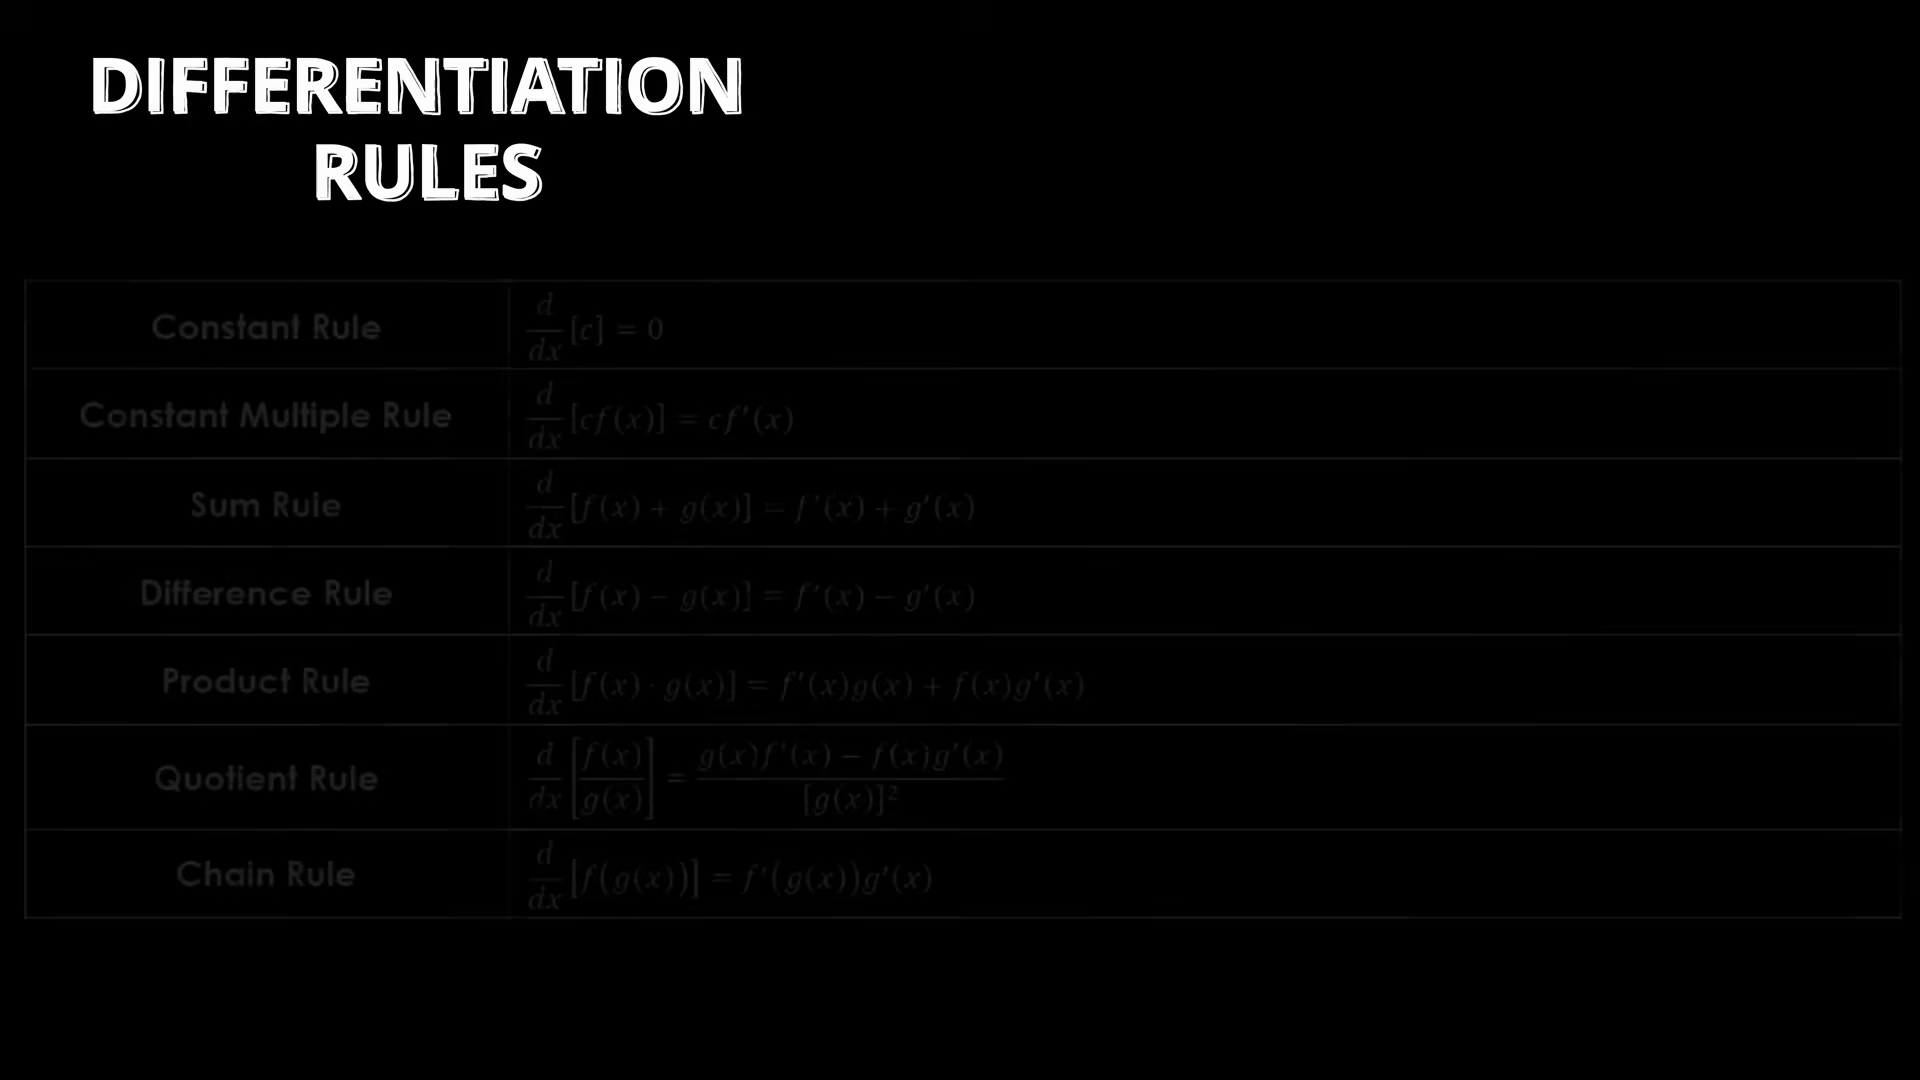 DIFFERENTIATION
RULES
Constant Rule d/dx [c] = 0
Constant Multiple Rule d/dx [cf(x)] = cf′(x)
Sum Rule d/dx [f(x) + g(x)] = f′(x) + g′(x)
Difference Rule d/dx [f(x) − g(x)] = f′(x) − g′(x)
Product Rule d/dx [f(x) · g(x)] = f′(x)g(x) + f(x)g′(x)
Quotient Rule d/dx [f(x)/g(x)] = (g(x)f′(x) − f(x)g′(x))/[g(x)]²
Chain Rule d/dx [f(g(x))] = f′(g(x))g′(x)